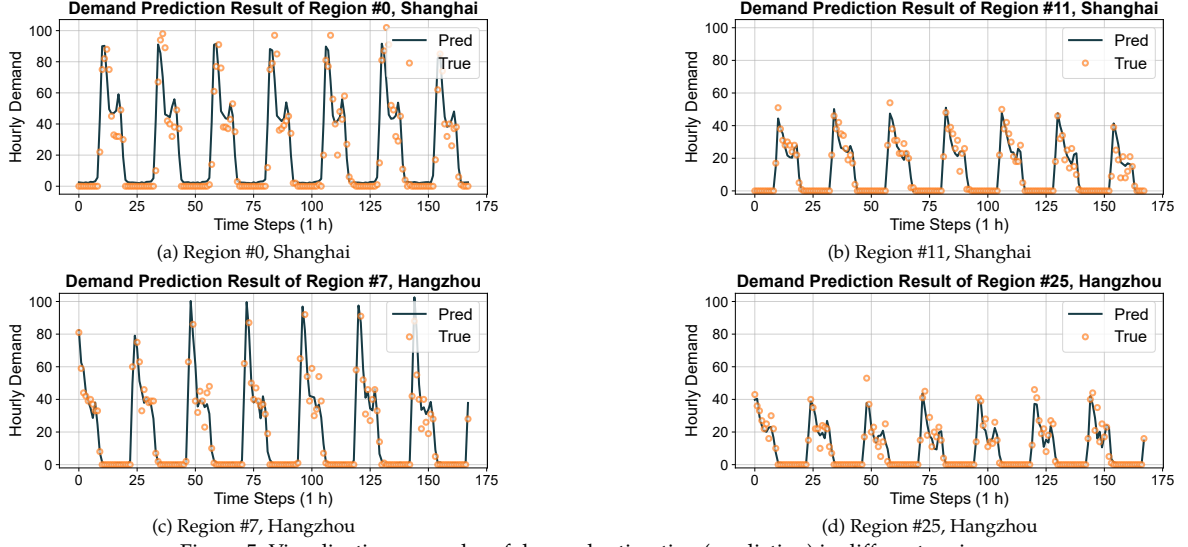 Demand Prediction Result of Region #0, Shanghai
Hourly Demand
100
80
60
40
20
0
Pred
True
0 25 50 75 100 125 150 175
Time Steps (1 h)
(a) Region #0, Shanghai
Demand Prediction Result of Region #11, Shanghai
Hourly Demand
100
80
60
40
20
0
Pred
True
0 25 50 75 100 125 150 175
Time Steps (1 h)
(b) Region #11, Shanghai
Demand Prediction Result of Region #7, Hangzhou
Hourly Demand
100
80
60
40
20
0
Pred
True
0 25 50 75 100 125 150 175
Time Steps (1 h)
(c) Region #7, Hangzhou
Demand Prediction Result of Region #25, Hangzhou
Hourly Demand
100
80
60
40
20
0
Pred
True
0 25 50 75 100 125 150 175
Time Steps (1 h)
(d) Region #25, Hangzhou